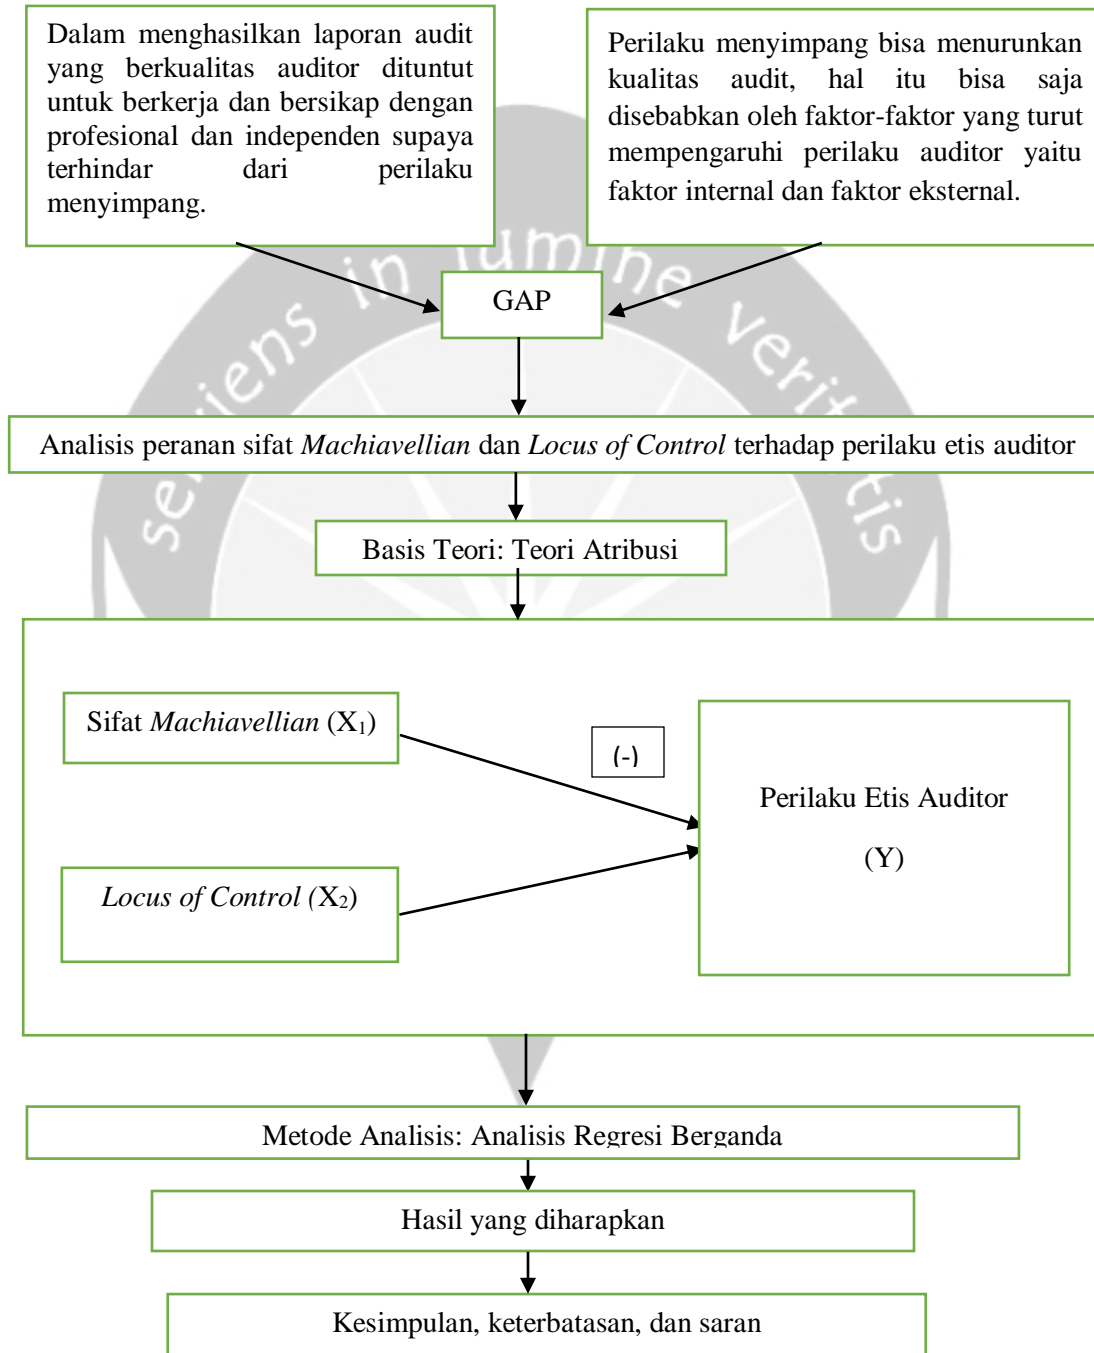 Dalam menghasilkan laporan audit
yang berkualitas auditor dituntut
untuk berkerja dan bersikap dengan
profesional dan independen supaya
terhindar dari perilaku
menyimpang.
Perilaku menyimpang bisa menurunkan
kualitas audit, hal itu bisa saja
disebabkan oleh faktor-faktor yang turut
mempengaruhi perilaku auditor yaitu
faktor internal dan faktor eksternal.
serviens in lumine veritatis
GAP
Analisis peranan sifat Machiavellian dan Locus of Control terhadap perilaku etis auditor
Basis Teori: Teori Atribusi
Sifat Machiavellian (X₁)
(-)
Perilaku Etis Auditor
(Y)
Locus of Control (X₂)
Metode Analisis: Analisis Regresi Berganda
Hasil yang diharapkan
Kesimpulan, keterbatasan, dan saran